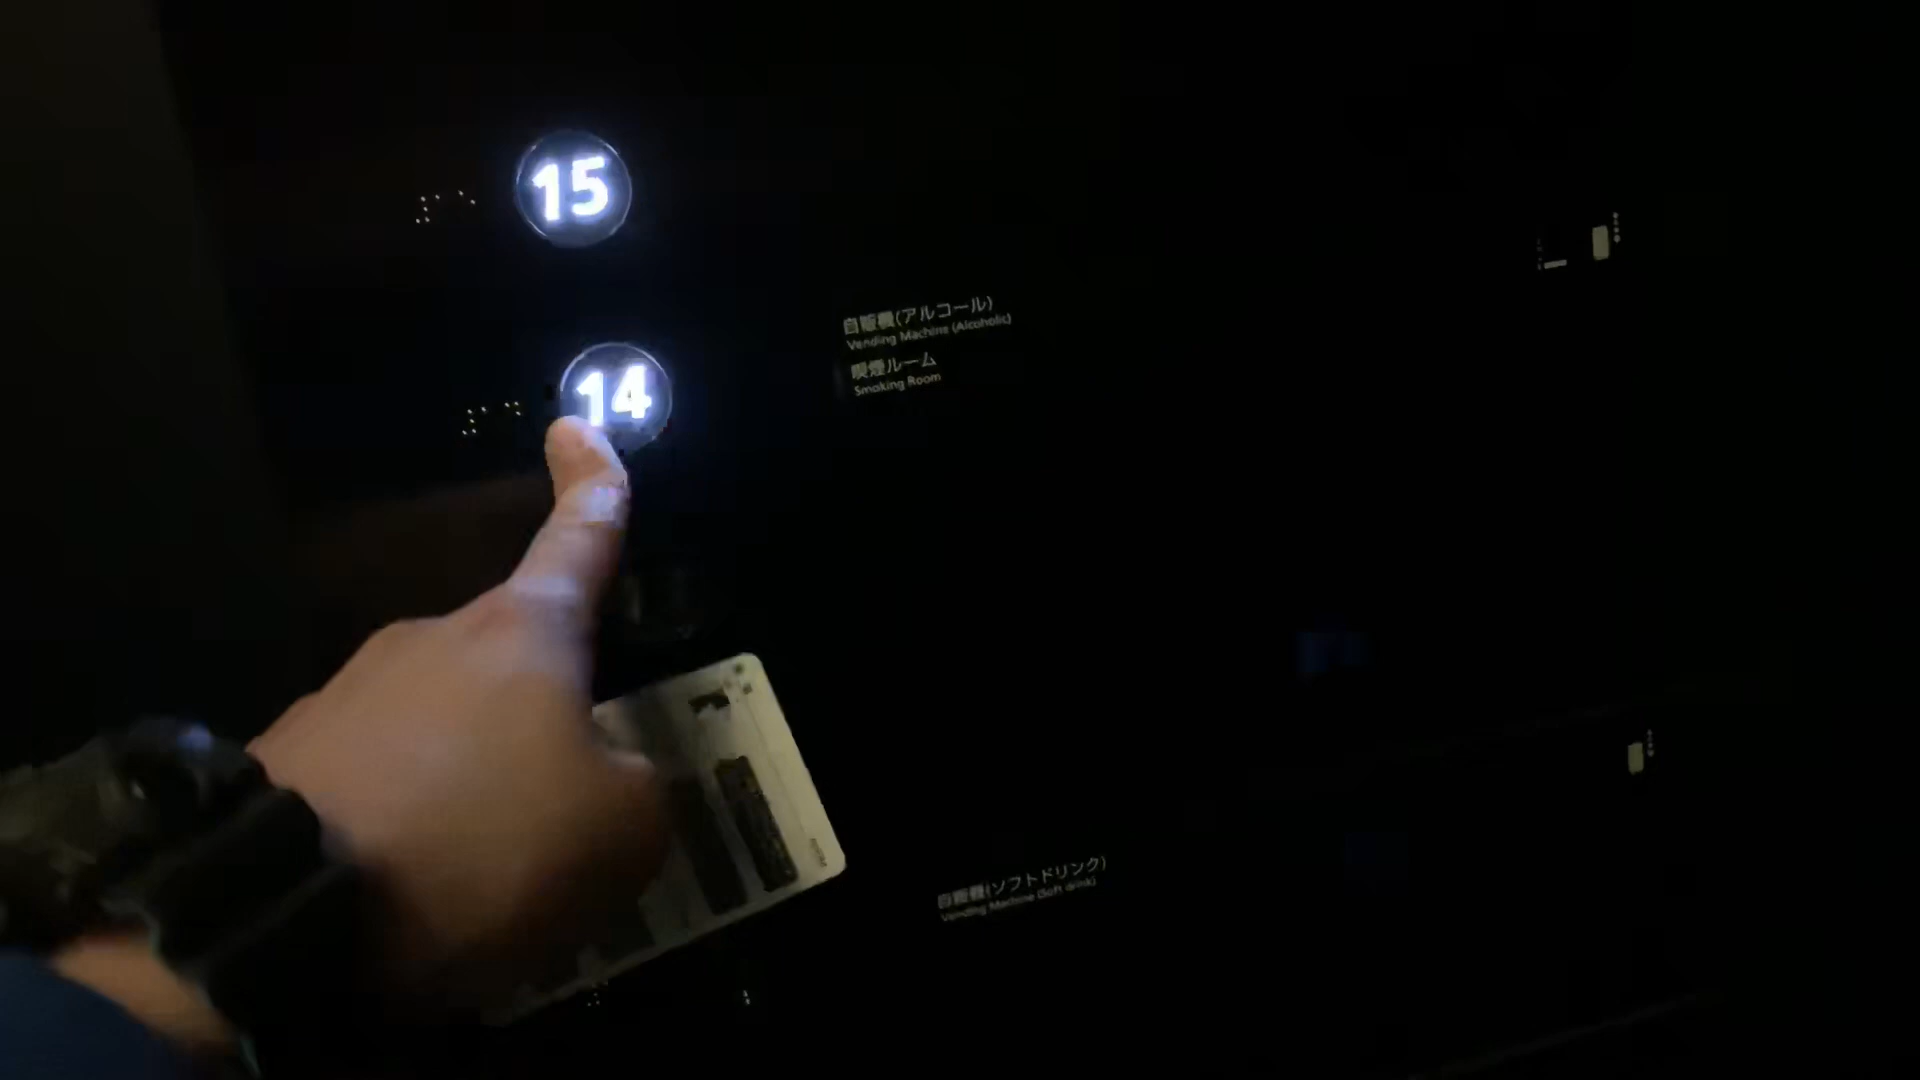 15
自販機(アルコール)
Vending Machine (Alcoholic)
14
喫煙ルーム
Smoking Room
自販機(ソフトドリンク)
Vending Machine (Soft drink)